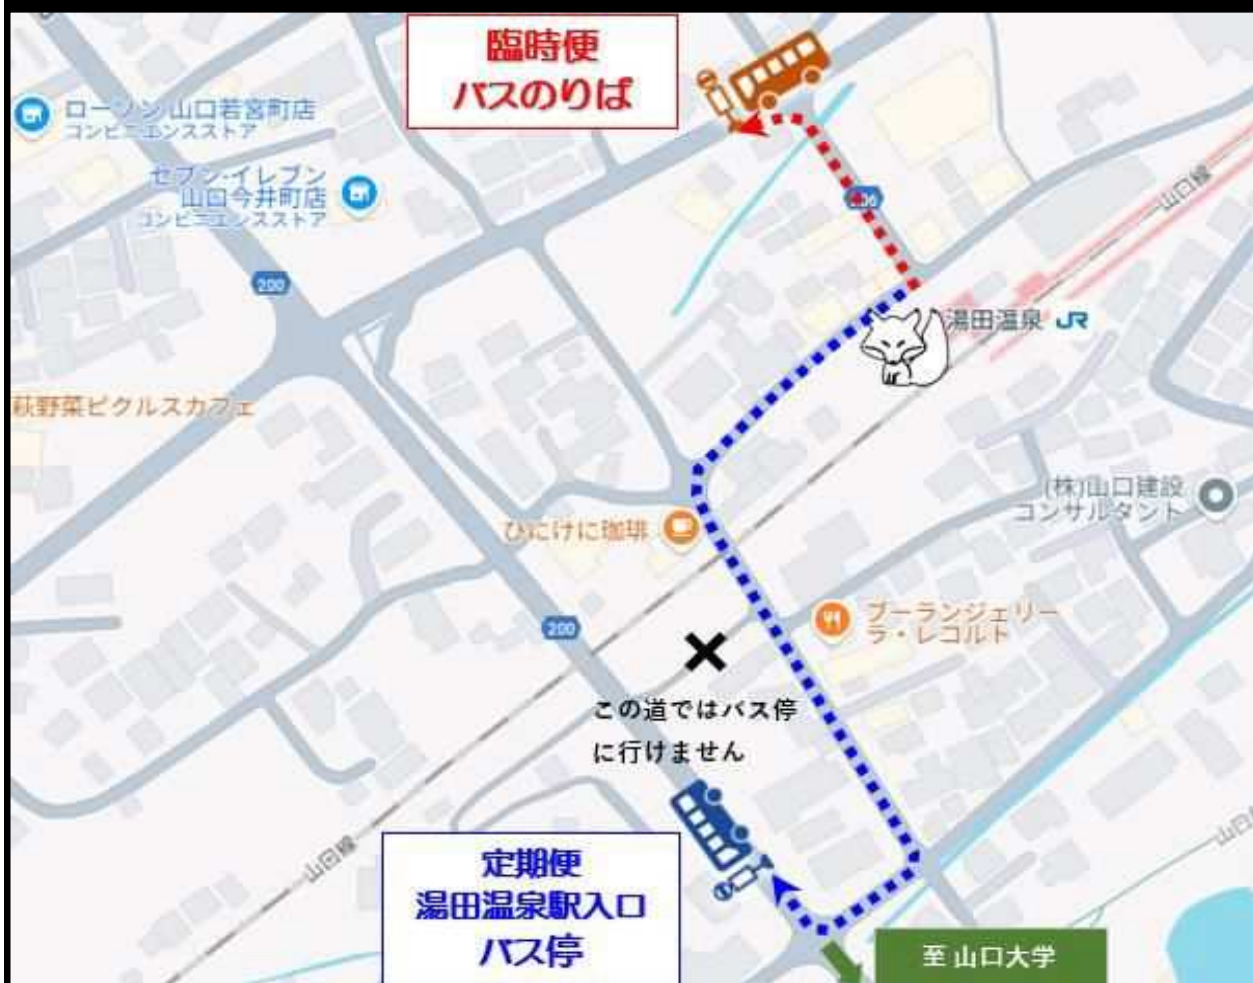 臨時便
バスのりば
ローソン 山口若宮町店
コンビニエンスストア
セブン-イレブン
山口今井町店
コンビニエンスストア
山口線
200
湯田温泉 JR
萩野菜ピクルスカフェ
(株)山口建設
コンサルタント
ひにけに珈琲
ブーランジェリー
ラ・レコルト
200
この道ではバス停
に行けません
山口線
定期便
湯田温泉駅入口
バス停
至 山口大学